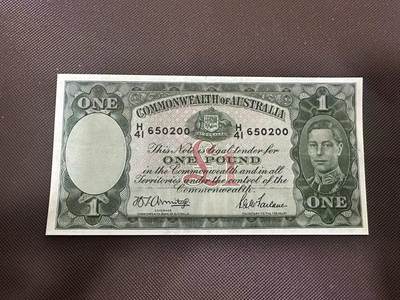 COMMONWEALTH OF AUSTRALIA
ONE
1
H/41 650200
H/41 650200
This Note is legal tender for
ONE POUND
£1
in the Commonwealth and in all
Territories under the control of the
Commonwealth.
1
ONE